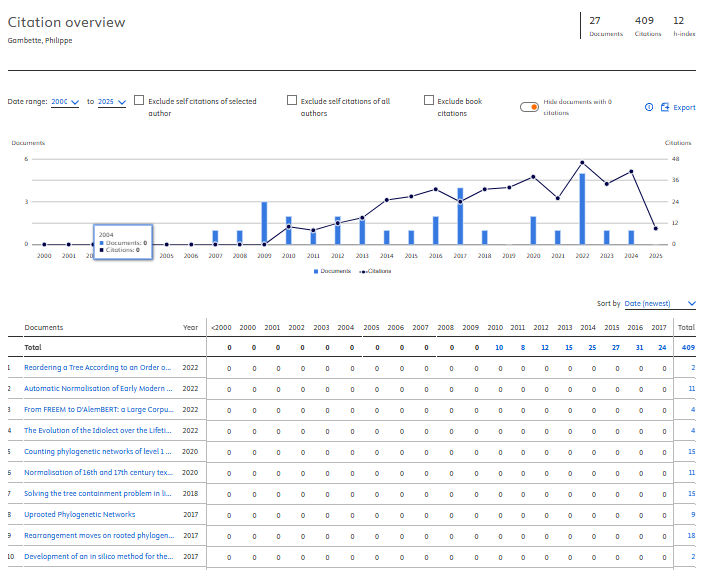 Citation overview
Gambette, Philippe
27 409 12
Documents Citations h-index
Date range: 2000 to 2025
Exclude self citations of selected author
Exclude self citations of all authors
Exclude book citations
Hide documents with 0 citations
Export
Documents Citations
6 48
36
3 24
12
0 0
2004
Documents: 0
Citations: 0
2000 2001 2005 2006 2007 2008 2009 2010 2011 2012 2013 2014 2015 2016 2017 2018 2019 2020 2021 2022 2023 2024 2025
Documents Citations
Sort by Date (newest)
Documents Year <2000 2000 2001 2002 2003 2004 2005 2006 2007 2008 2009 2010 2011 2012 2013 2014 2015 2016 2017 Total
Total 0 0 0 0 0 0 0 0 0 0 0 10 8 12 15 25 27 31 24 409
1 Reordering a Tree According to an Order o... 2022 0 0 0 0 0 0 0 0 0 0 0 0 0 0 0 0 0 0 0 2
2 Automatic Normalisation of Early Modern ... 2022 0 0 0 0 0 0 0 0 0 0 0 0 0 0 0 0 0 0 0 11
3 From FREEM to D'AlemBERT: a Large Corpu... 2022 0 0 0 0 0 0 0 0 0 0 0 0 0 0 0 0 0 0 0 4
4 The Evolution of the Idiolect over the Lifeti... 2022 0 0 0 0 0 0 0 0 0 0 0 0 0 0 0 0 0 0 0 4
5 Counting phylogenetic networks of level 1 ... 2020 0 0 0 0 0 0 0 0 0 0 0 0 0 0 0 0 0 0 0 15
6 Normalisation of 16th and 17th century tex... 2020 0 0 0 0 0 0 0 0 0 0 0 0 0 0 0 0 0 0 0 11
7 Solving the tree containment problem in li... 2018 0 0 0 0 0 0 0 0 0 0 0 0 0 0 0 0 0 0 0 15
8 Uprooted Phylogenetic Networks 2017 0 0 0 0 0 0 0 0 0 0 0 0 0 0 0 0 0 0 0 9
9 Rearrangement moves on rooted phylogen... 2017 0 0 0 0 0 0 0 0 0 0 0 0 0 0 0 0 0 0 0 18
10 Development of an in silico method for the... 2017 0 0 0 0 0 0 0 0 0 0 0 0 0 0 0 0 0 0 0 2